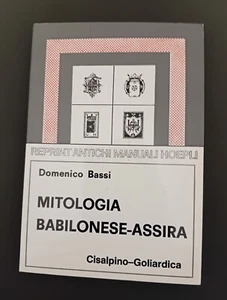 REPRINT ANTICHI MANUALI HOEPLI
Domenico Bassi
MITOLOGIA
BABILONESE-ASSIRA
Cisalpino-Goliardica